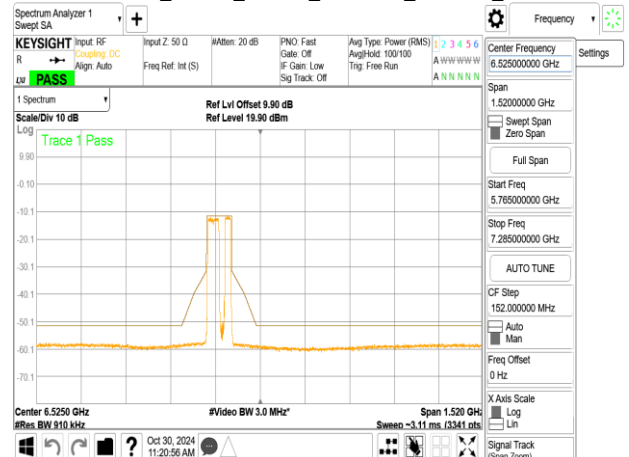 Spectrum Analyzer 1
Swept SA
Frequency
KEYSIGHT
R
PASS
Input: RF
Coupling: DC
Align: Auto
Input Z: 50 Ω
Freq Ref: Int (S)
#Atten: 20 dB
PNO: Fast
Gate: Off
IF Gain: Low
Sig Track: Off
Avg Type: Power (RMS)
Avg|Hold: 100/100
Trig: Free Run
1 2 3 4 5 6
A W W W W W
A N N N N N
1 Spectrum
Scale/Div 10 dB
Ref Lvl Offset 9.90 dB
Ref Level 19.90 dBm
Log
Trace 1 Pass
9.90
-0.10
-10.1
-20.1
-30.1
-40.1
-50.1
-60.1
-70.1
Center 6.5250 GHz
#Res BW 910 kHz
#Video BW 3.0 MHz*
Span 1.520 GHz
Sweep ~3.11 ms (3341 pts)
?
Oct 30, 2024
11:20:56 AM
Center Frequency
6.525000000 GHz
Settings
Span
1.52000000 GHz
Swept Span
Zero Span
Full Span
Start Freq
5.765000000 GHz
Stop Freq
7.285000000 GHz
AUTO TUNE
CF Step
152.000000 MHz
Auto
Man
Freq Offset
0 Hz
X Axis Scale
Log
Lin
Signal Track
(Span Zoom)